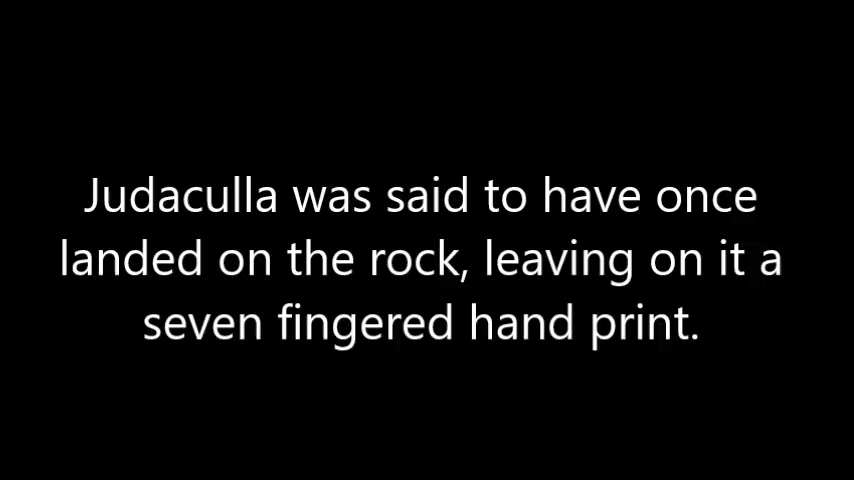 Judaculla was said to have once
landed on the rock, leaving on it a
seven fingered hand print.